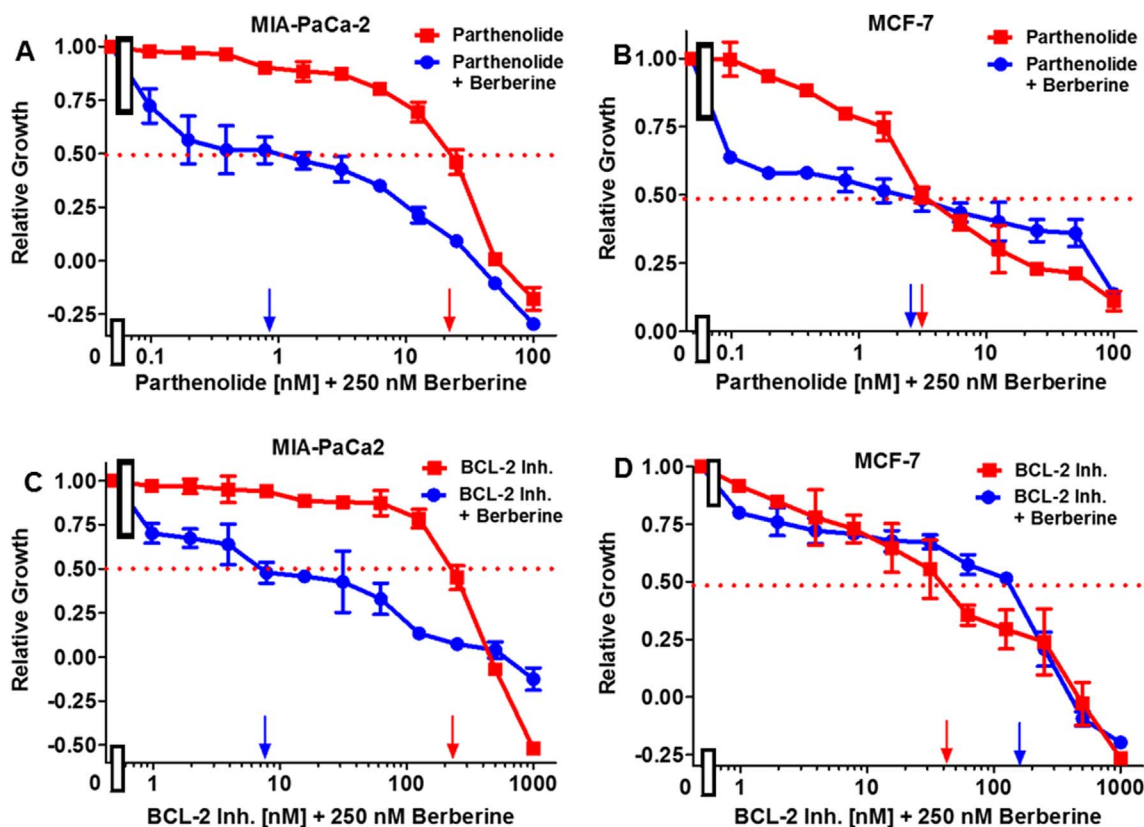 A
MIA-PaCa-2
Parthenolide
Parthenolide
+ Berberine
Relative Growth
1.00
0.75
0.50
0.25
0.00
-0.25
0 0.1 1 10 100
Parthenolide [nM] + 250 nM Berberine
B
MCF-7
Parthenolide
Parthenolide
+ Berberine
Relative Growth
1.00
0.75
0.50
0.25
0.00
0 0.1 1 10 100
Parthenolide [nM] + 250 nM Berberine
C
MIA-PaCa2
BCL-2 Inh.
BCL-2 Inh.
+ Berberine
Relative Growth
1.00
0.75
0.50
0.25
0.00
-0.25
-0.50
0 1 10 100 1000
BCL-2 Inh. [nM] + 250 nM Berberine
D
MCF-7
BCL-2 Inh.
BCL-2 Inh.
+ Berberine
Relative Growth
1.00
0.75
0.50
0.25
0.00
-0.25
0 1 10 100 1000
BCL-2 Inh. [nM] + 250 nM Berberine